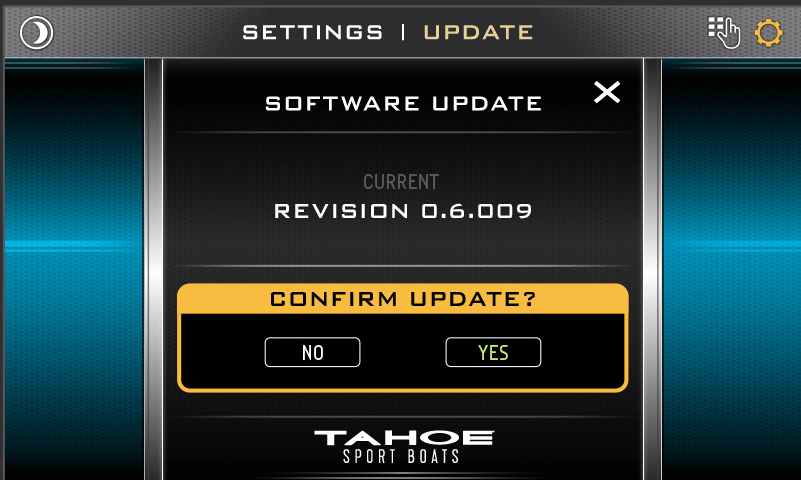 SETTINGS | UPDATE
SOFTWARE UPDATE
CURRENT
REVISION 0.6.009
CONFIRM UPDATE?
NO YES
TAHOE
SPORT BOATS